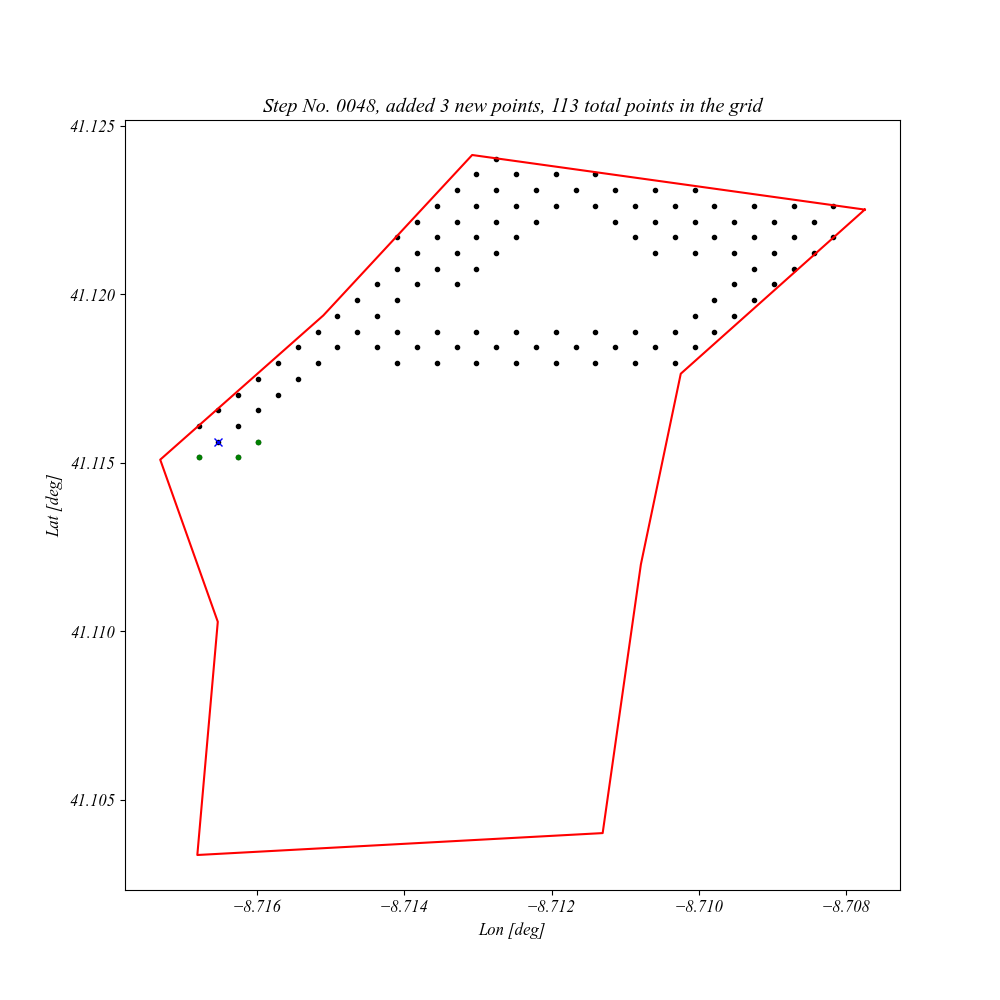 Step No. 0048, added 3 new points, 113 total points in the grid
41.125
41.120
41.115
41.110
41.105
Lat [deg]
−8.716 −8.714 −8.712 −8.710 −8.708
Lon [deg]